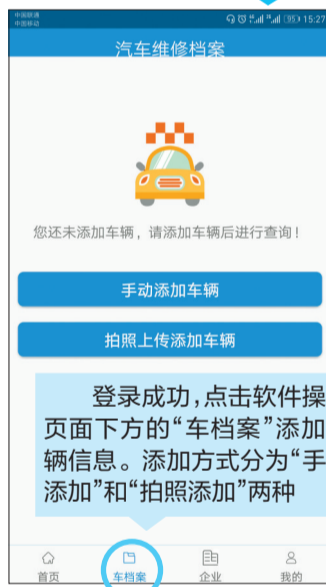 中国联通
中国移动
95 15:27
汽车维修档案
您还未添加车辆，请添加车辆后进行查询！
手动添加车辆
拍照上传添加车辆
登录成功，点击软件操
页面下方的“车档案”添加
辆信息。添加方式分为“手
添加”和“拍照添加”两种
首页 车档案 企业 我的